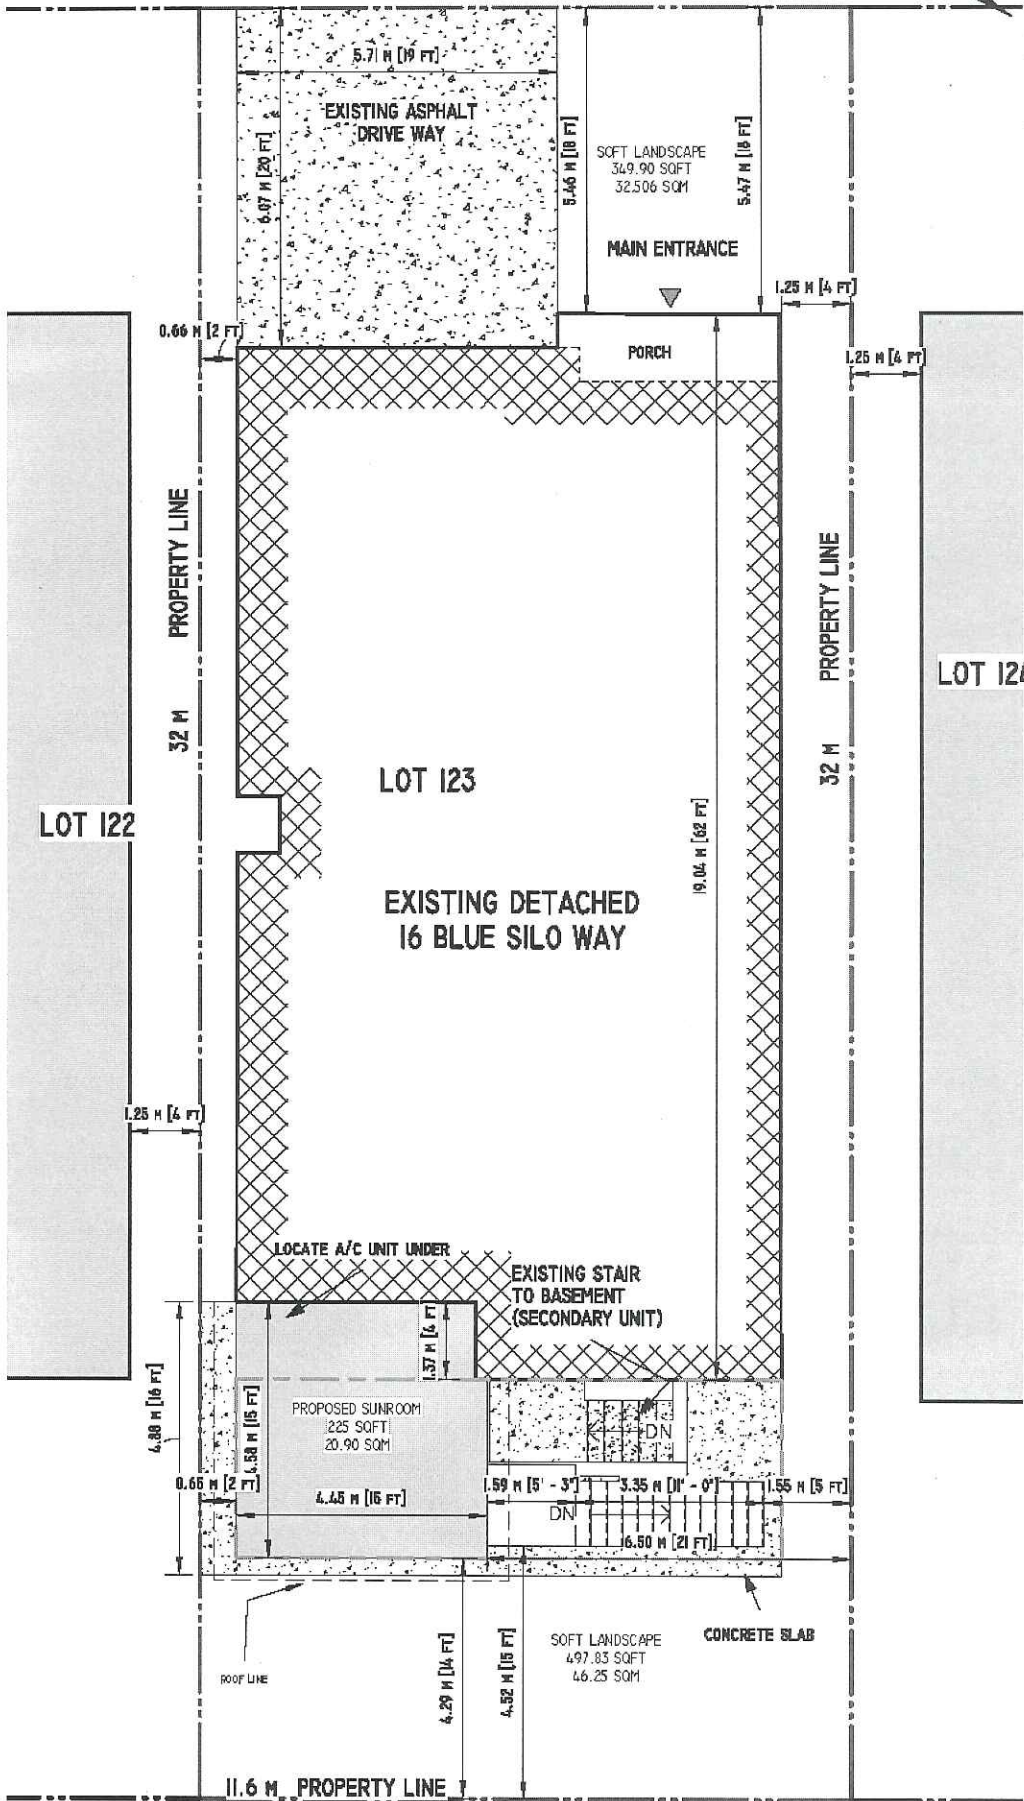 5.71 M [19 FT]
EXISTING ASPHALT
DRIVE WAY
6.07 M [20 FT]
5.46 M [18 FT]
SOFT LANDSCAPE
349.90 SQFT
32.506 SQM
5.47 M [18 FT]
MAIN ENTRANCE
1.25 M [4 FT]
0.66 M [2 FT]
PORCH
1.25 M [4 FT]
32 M PROPERTY LINE
32 M PROPERTY LINE
LOT 122
LOT 123
LOT 124
19.04 M [62 FT]
EXISTING DETACHED
16 BLUE SILO WAY
1.25 M [4 FT]
LOCATE A/C UNIT UNDER
EXISTING STAIR
TO BASEMENT
(SECONDARY UNIT)
1.37 M [4 FT]
4.88 M [16 FT]
4.58 M [15 FT]
PROPOSED SUNROOM
225 SQFT
20.90 SQM
DN
0.65 M [2 FT]
4.45 M [15 FT]
1.59 M [5' - 3"]
3.35 M [11' - 0"]
1.55 M [5 FT]
DN
6.50 M [21 FT]
ROOF LINE
4.29 M [14 FT]
4.52 M [15 FT]
SOFT LANDSCAPE
497.83 SQFT
46.25 SQM
CONCRETE SLAB
11.6 M PROPERTY LINE